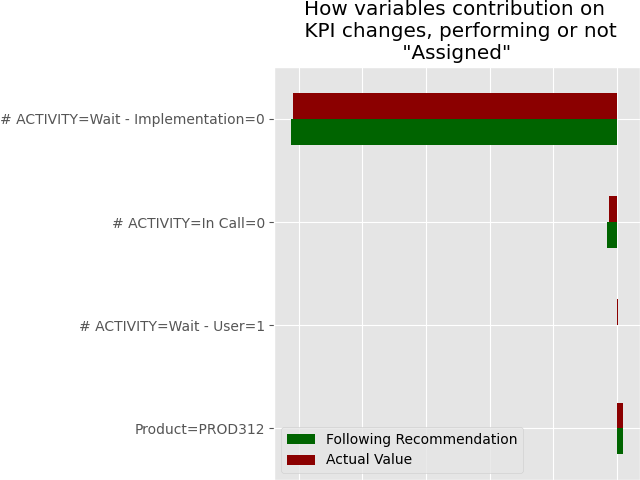 How variables contribution on
KPI changes, performing or not
"Assigned"
# ACTIVITY=Wait - Implementation=0
# ACTIVITY=In Call=0
# ACTIVITY=Wait - User=1
Product=PROD312
Following Recommendation
Actual Value